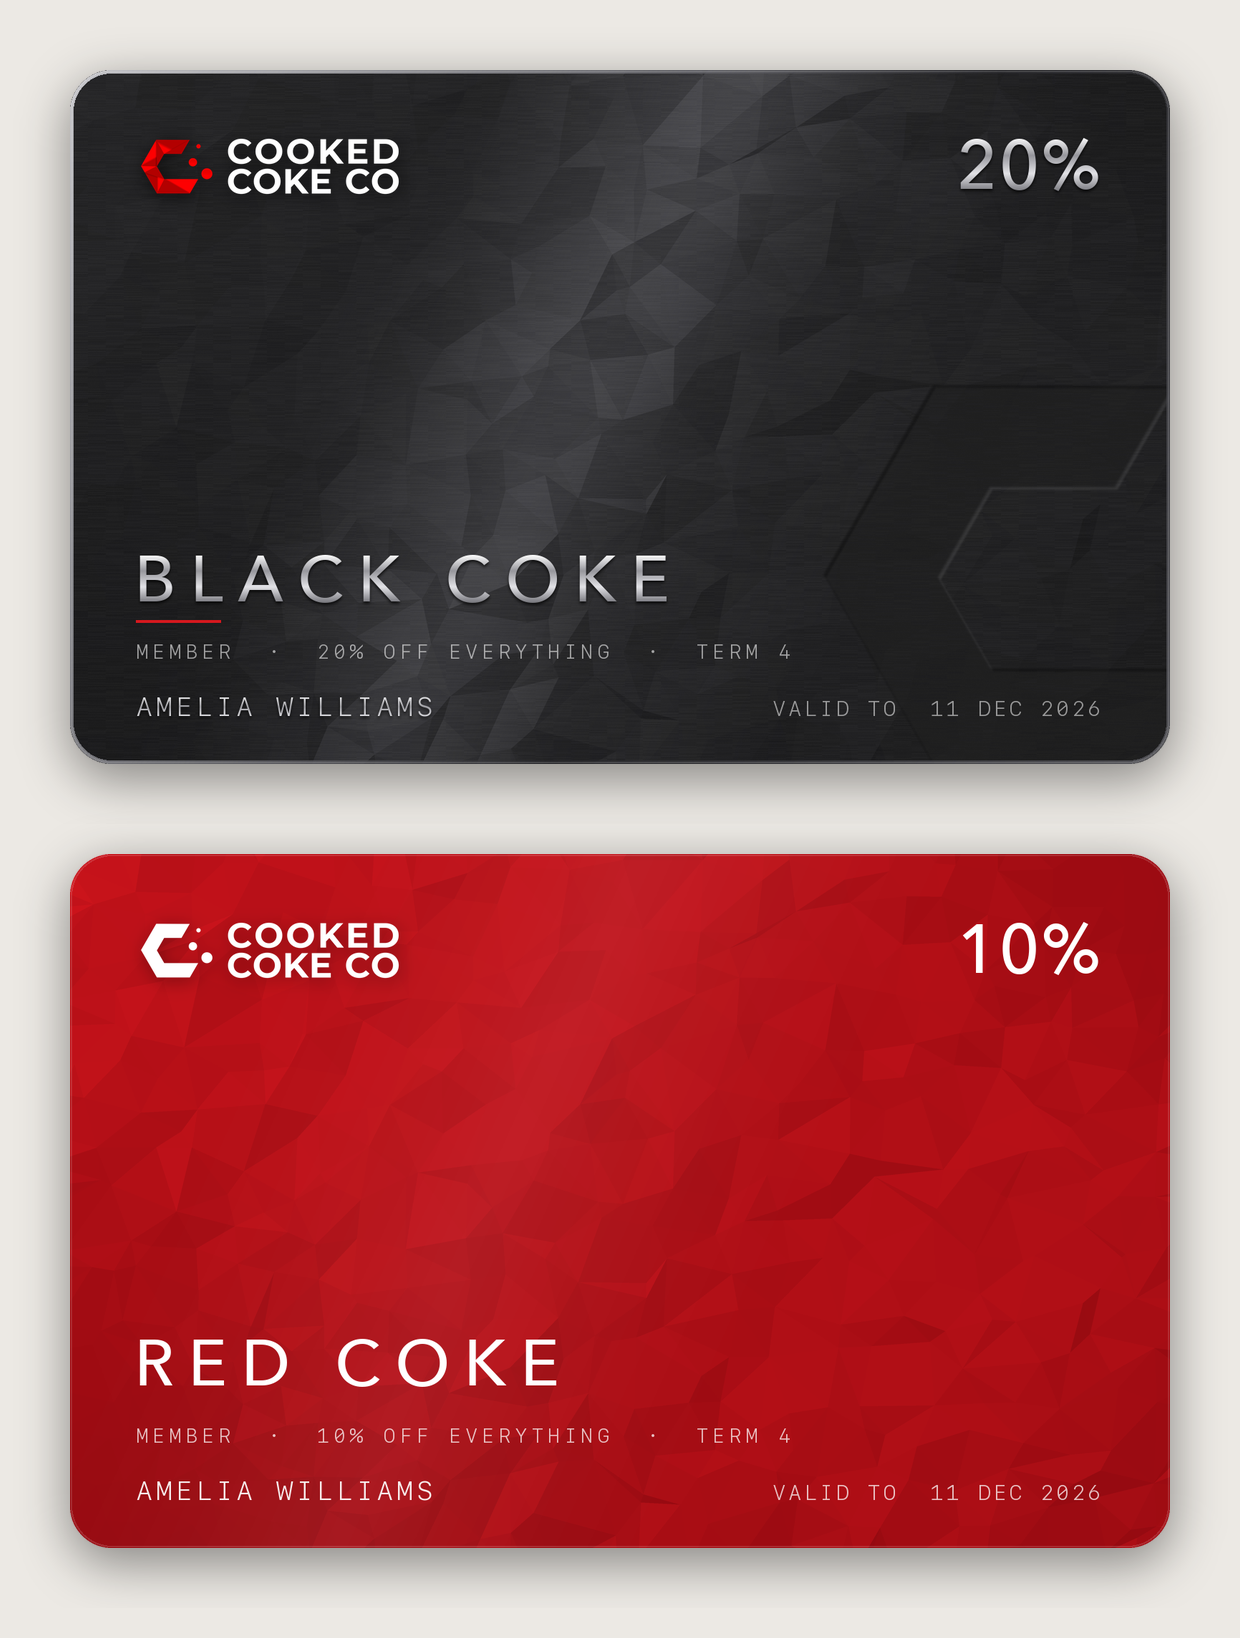 COOKED
COKE CO
20%
BLACK COKE
MEMBER · 20% OFF EVERYTHING · TERM 4
AMELIA WILLIAMS
VALID TO 11 DEC 2026
COOKED
COKE CO
10%
RED COKE
MEMBER · 10% OFF EVERYTHING · TERM 4
AMELIA WILLIAMS
VALID TO 11 DEC 2026